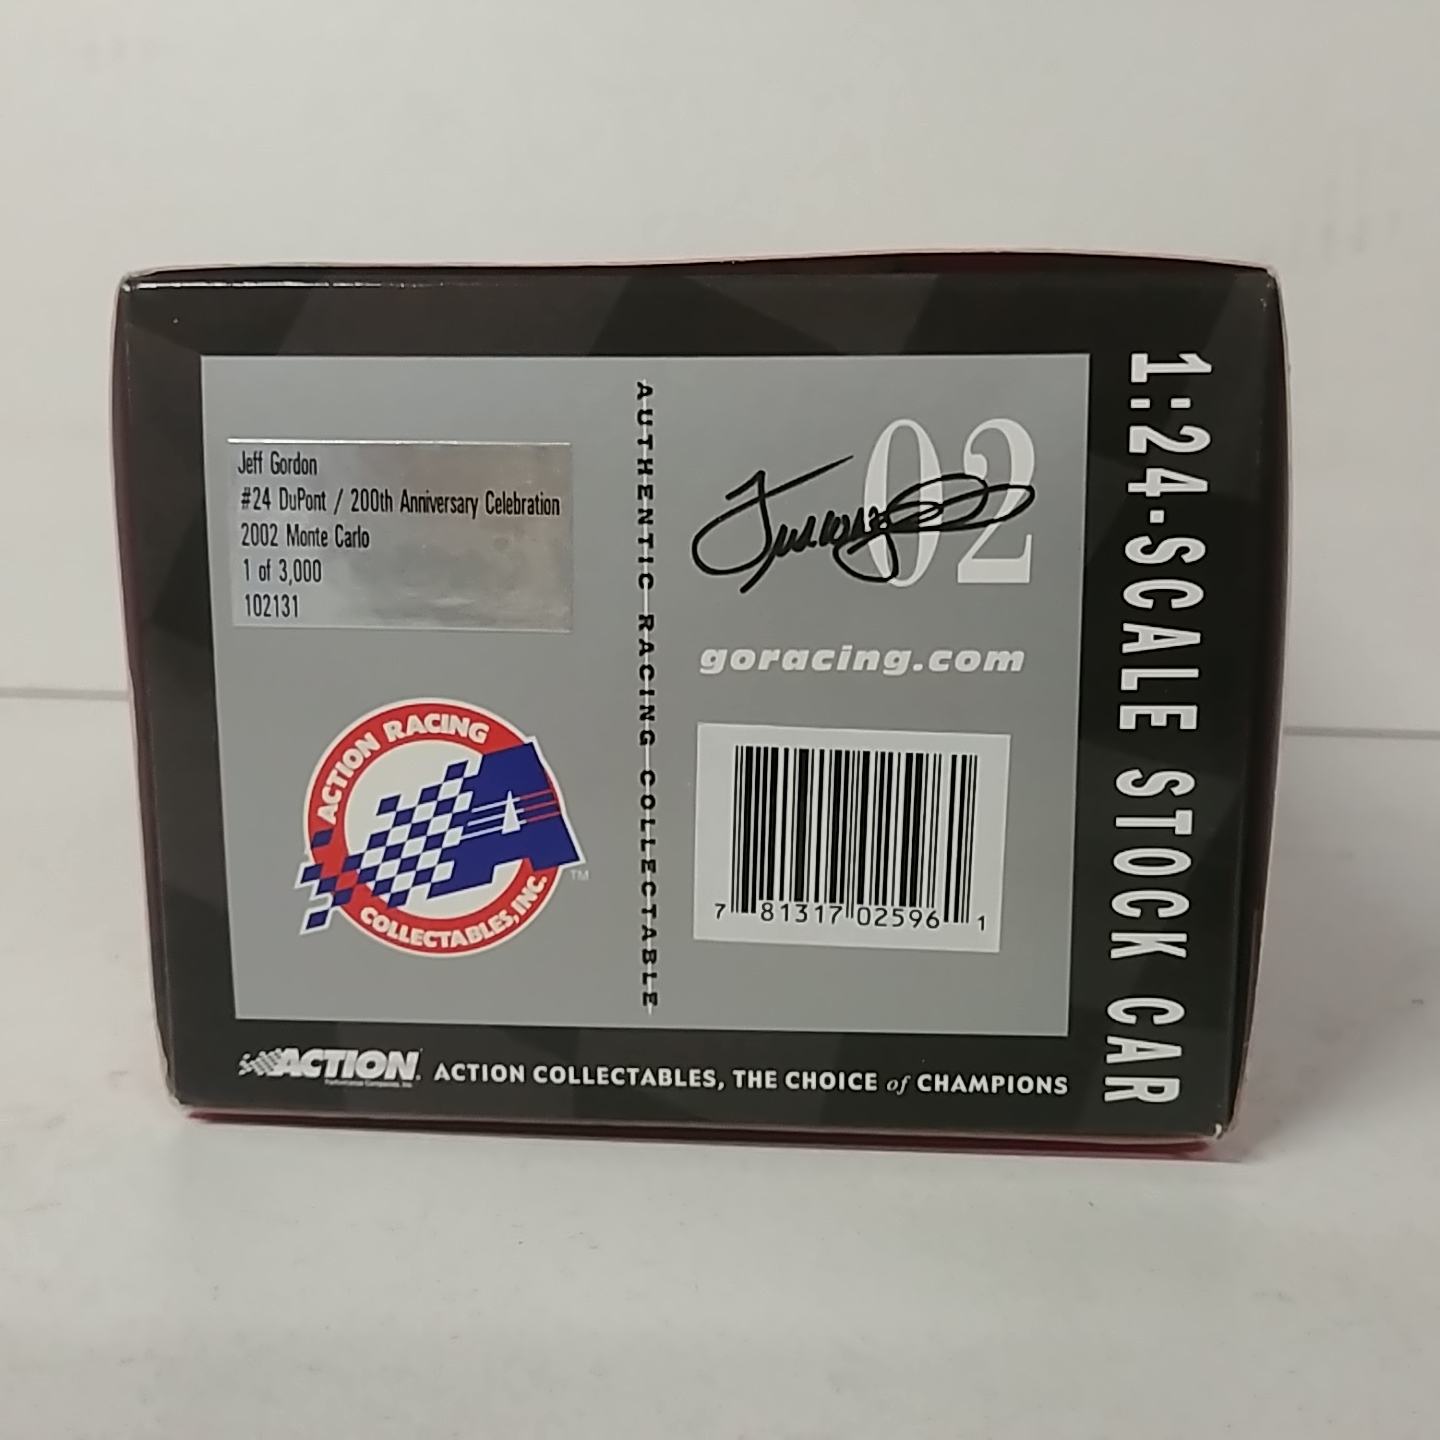 Jeff Gordon
#24 DuPont / 200th Anniversary Celebration
2002 Monte Carlo
1 of 3,000
102131
ACTION RACING
COLLECTABLES, INC.
TM
AUTHENTIC RACING COLLECTABLE
02
goracing.com
7 81317 02596 1
1:24-SCALE STOCK CAR
ACTION
ACTION COLLECTABLES, THE CHOICE of CHAMPIONS